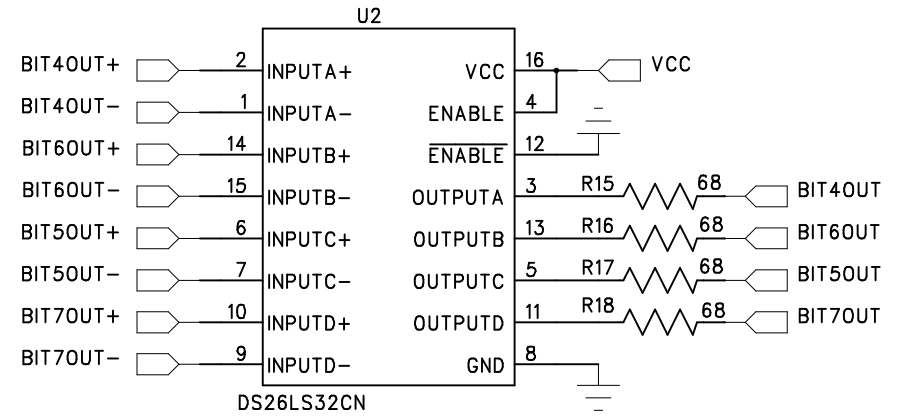 U2
BIT4OUT+ 2 INPUTA+ VCC 16 VCC
BIT4OUT- 1 INPUTA- ENABLE 4
BIT6OUT+ 14 INPUTB+ ENABLE 12
BIT6OUT- 15 INPUTB- OUTPUTA 3 R15 68 BIT4OUT
BIT5OUT+ 6 INPUTC+ OUTPUTB 13 R16 68 BIT6OUT
BIT5OUT- 7 INPUTC- OUTPUTC 5 R17 68 BIT5OUT
BIT7OUT+ 10 INPUTD+ OUTPUTD 11 R18 68 BIT7OUT
BIT7OUT- 9 INPUTD- GND 8
DS26LS32CN